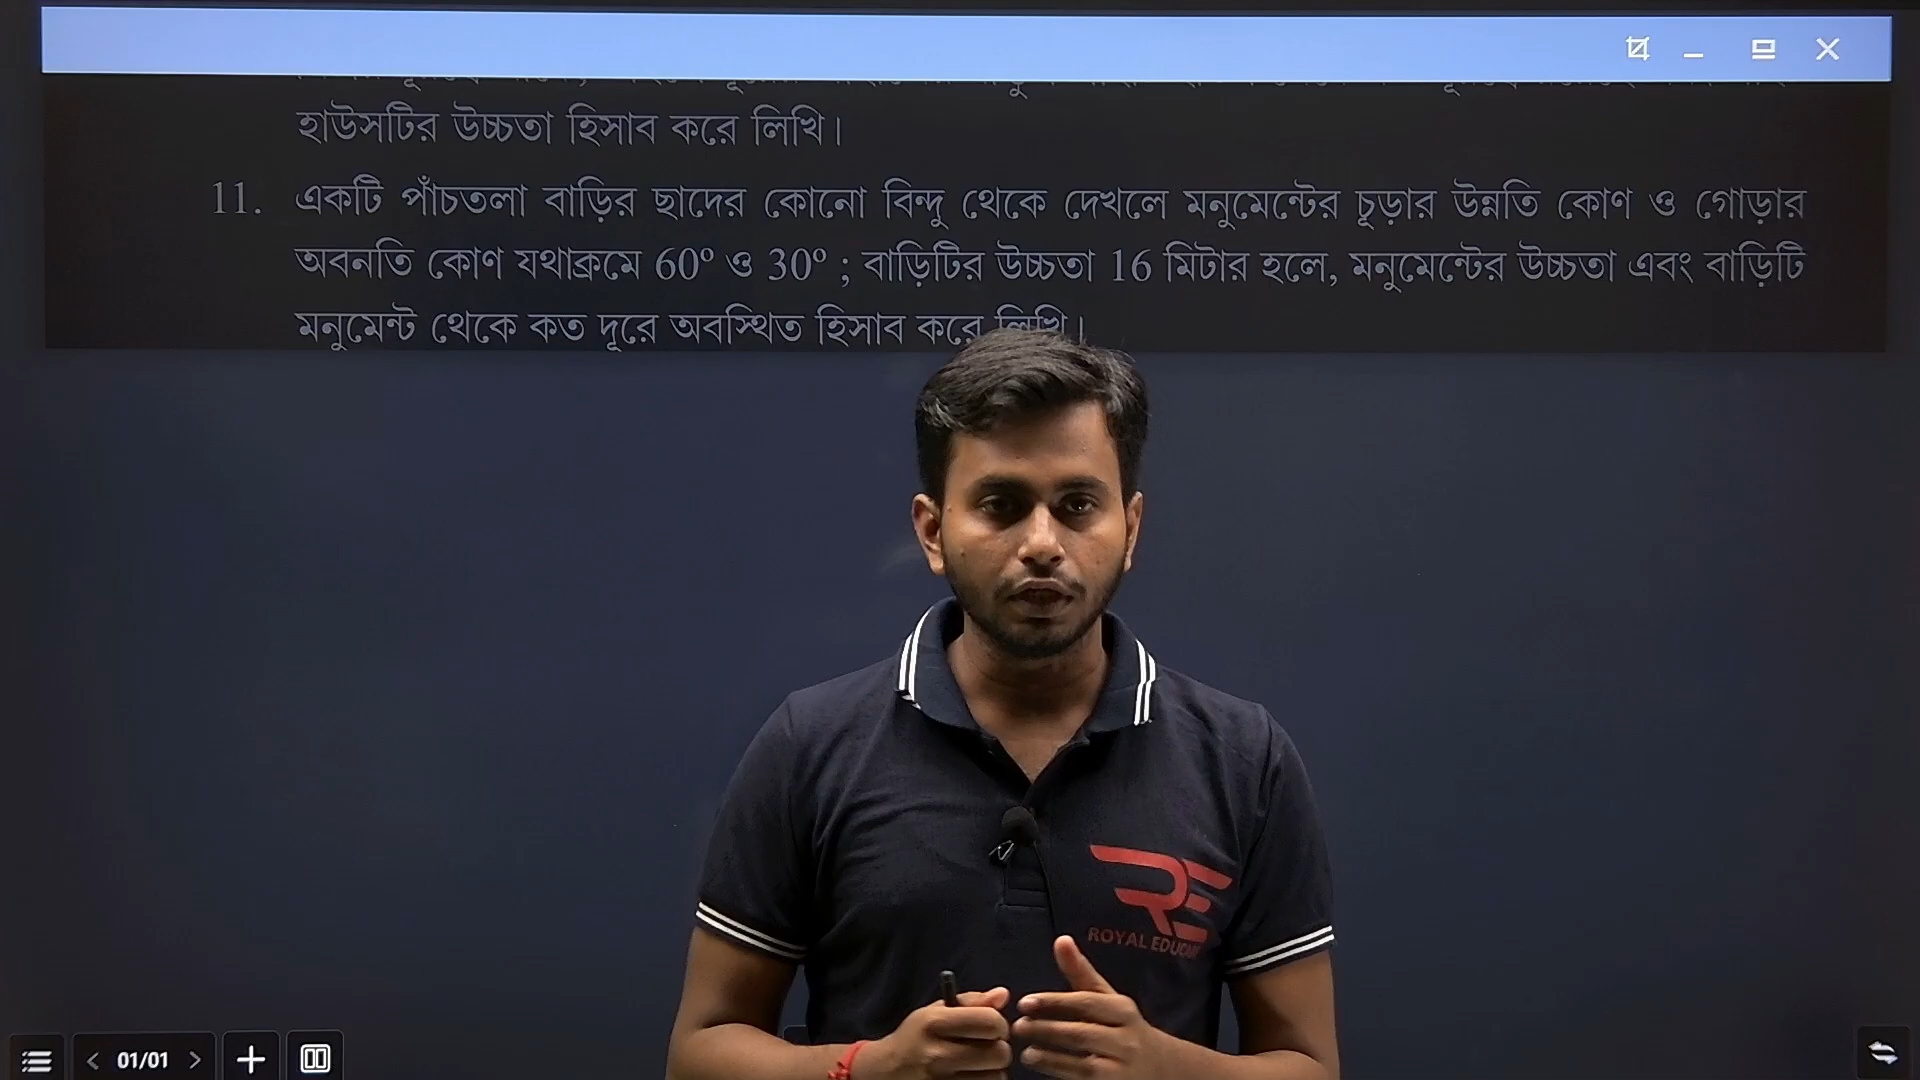 হাউসটির উচ্চতা হিসাব করে লিখি।
11. একটি পাঁচতলা বাড়ির ছাদের কোনো বিন্দু থেকে দেখলে মনুমেন্টের চূড়ার উন্নতি কোণ ও গোড়ার
অবনতি কোণ যথাক্রমে 60° ও 30° ; বাড়িটির উচ্চতা 16 মিটার হলে, মনুমেন্টের উচ্চতা এবং বাড়িটি
মনুমেন্ট থেকে কত দূরে অবস্থিত হিসাব করে লিখি।
RE
ROYAL
01/01